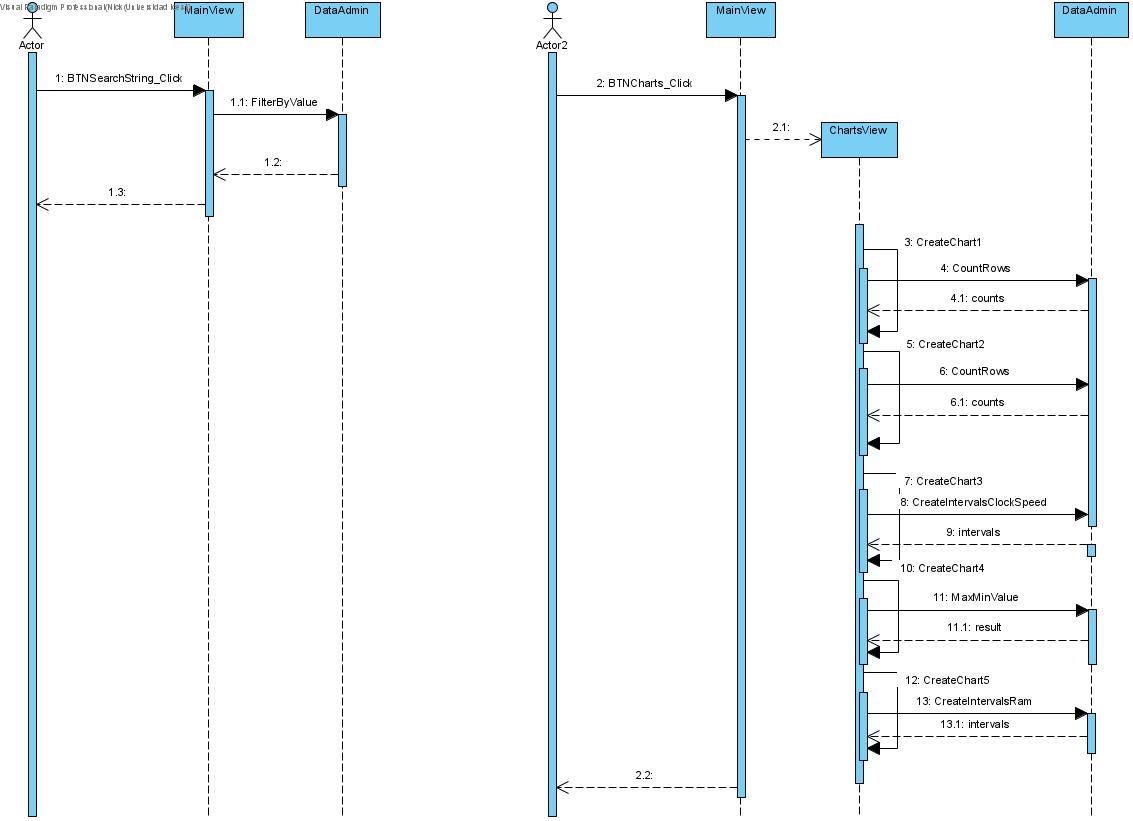 Visual Paradigm Professional(Nick(Universidad Icesi))
MainView
DataAdmin
MainView
DataAdmin
Actor
Actor2
1: BTNSearchString_Click
2: BTNCharts_Click
1.1: FilterByValue
2.1:
ChartsView
1.2:
1.3:
3: CreateChart1
4: CountRows
4.1: counts
5: CreateChart2
6: CountRows
6.1: counts
7: CreateChart3
8: CreateIntervalsClockSpeed
9: intervals
10: CreateChart4
11: MaxMinValue
11.1: result
12: CreateChart5
13: CreateIntervalsRam
13.1: intervals
2.2: